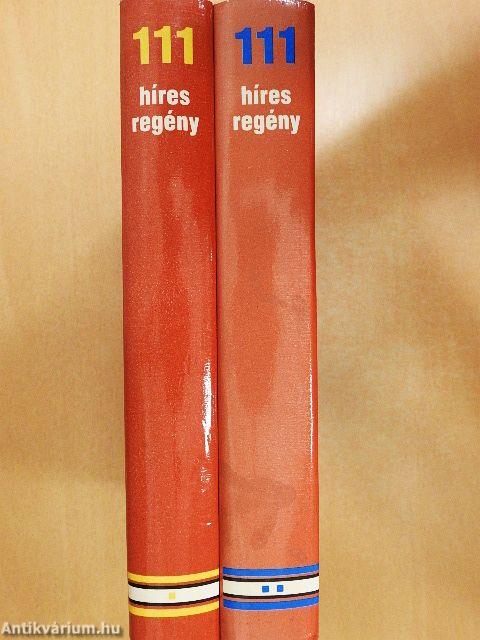 111
híres
regény
111
híres
regény
Antikvárium.hu